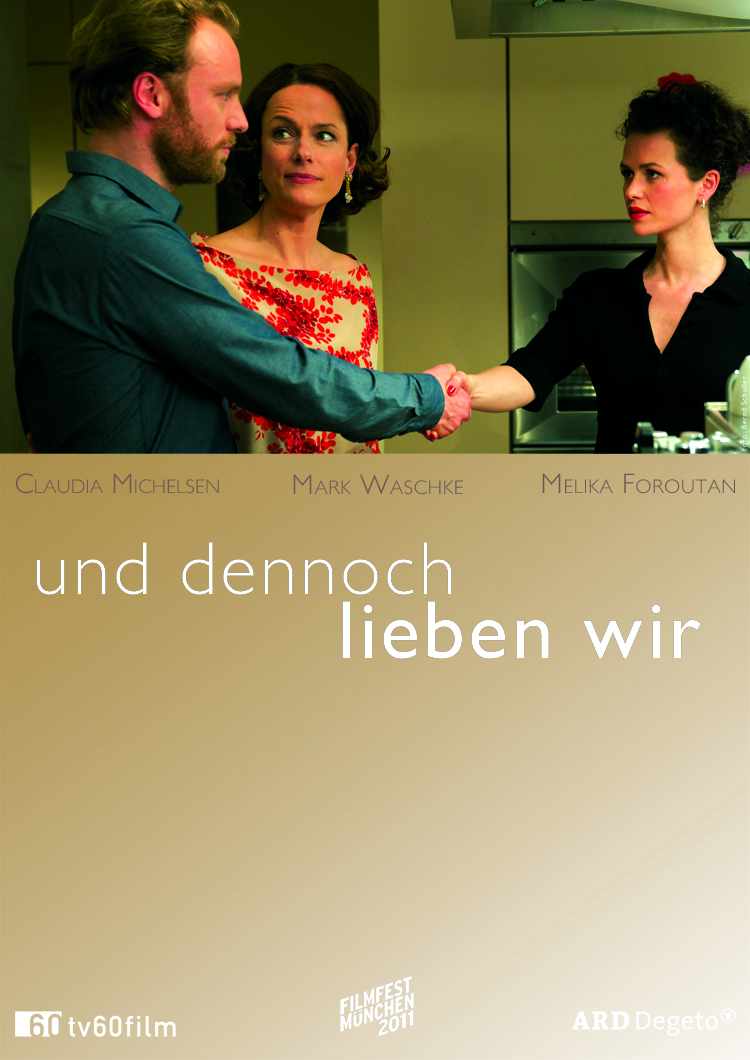 Foto: Bernd Schuller
CLAUDIA MICHELSEN
MARK WASCHKE
MELIKA FOROUTAN
und dennoch
lieben wir
60 tv60film
FILMFEST
MÜNCHEN
2011
ARD Degeto